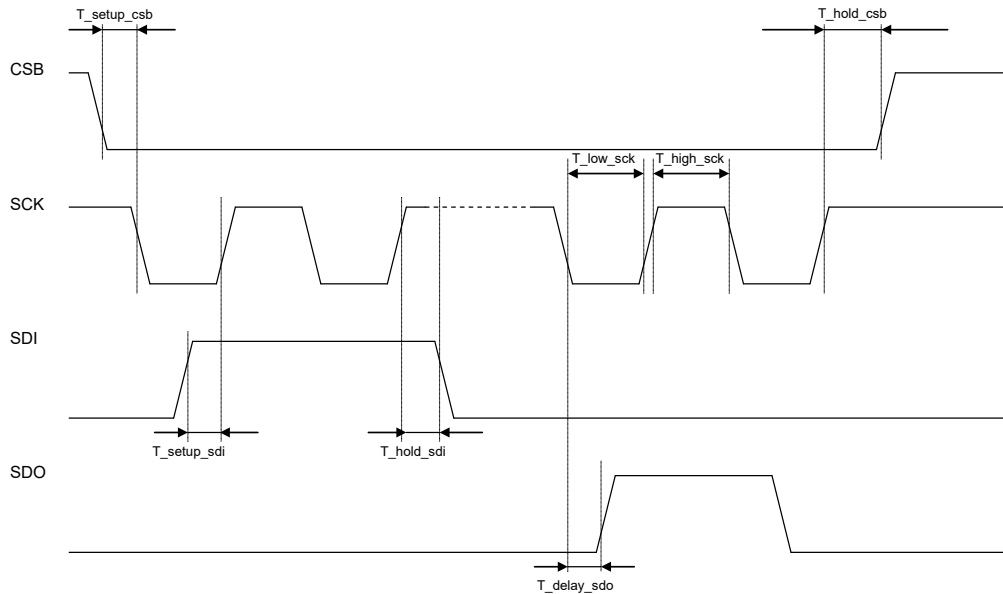 T_setup_csb
T_hold_csb
CSB
T_low_sck
T_high_sck
SCK
SDI
T_setup_sdi
T_hold_sdi
SDO
T_delay_sdo